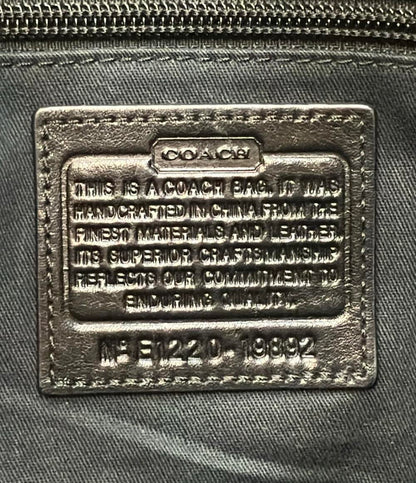 COACH
THIS IS A COACH BAG. IT WAS
HANDCRAFTED IN CHINA FROM THE
FINEST MATERIALS AND LEATHER.
ITS SUPERIOR CRAFTSMANSHIP
REFLECTS OUR COMMITMENT TO
ENDURING QUALITY.
Nº E1220-19892